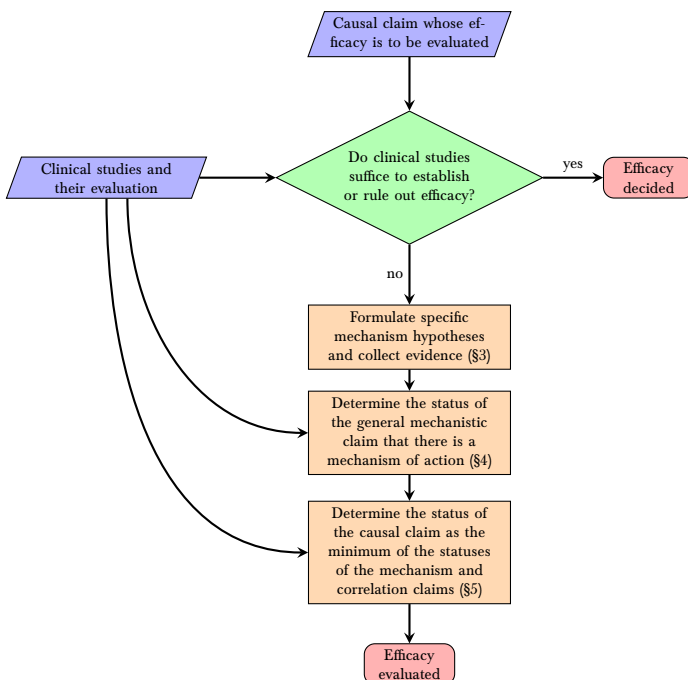 Causal claim whose ef-
ficacy is to be evaluated
Do clinical studies
suffice to establish
or rule out efficacy?
Clinical studies and
their evaluation
yes
Efficacy
decided
no
Formulate specific
mechanism hypotheses
and collect evidence (§3)
Determine the status of
the general mechanistic
claim that there is a
mechanism of action (§4)
Determine the status of
the causal claim as the
minimum of the statuses
of the mechanism and
correlation claims (§5)
Efficacy
evaluated